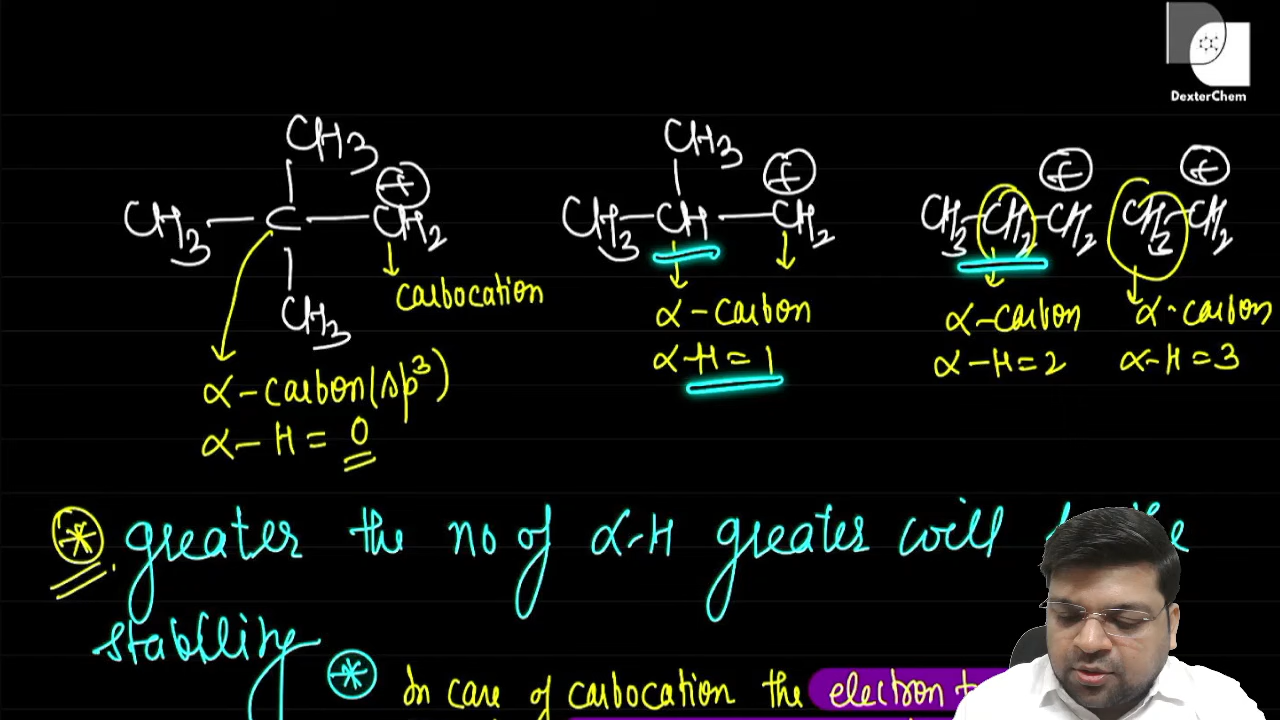 DexterChem
CH3
CH3 — C — CH2 ⊕
CH3
carbocation
α-carbon(sp³)
α-H = 0
CH3
CH3 — CH — CH2 ⊕
α-carbon
α-H = 1
CH3—CH2—CH2 ⊕
α-carbon
α-H = 2
CH3—CH2 ⊕
α-carbon
α-H = 3
* greater the no of α-H greater will
stability
* In case of carbocation the electron